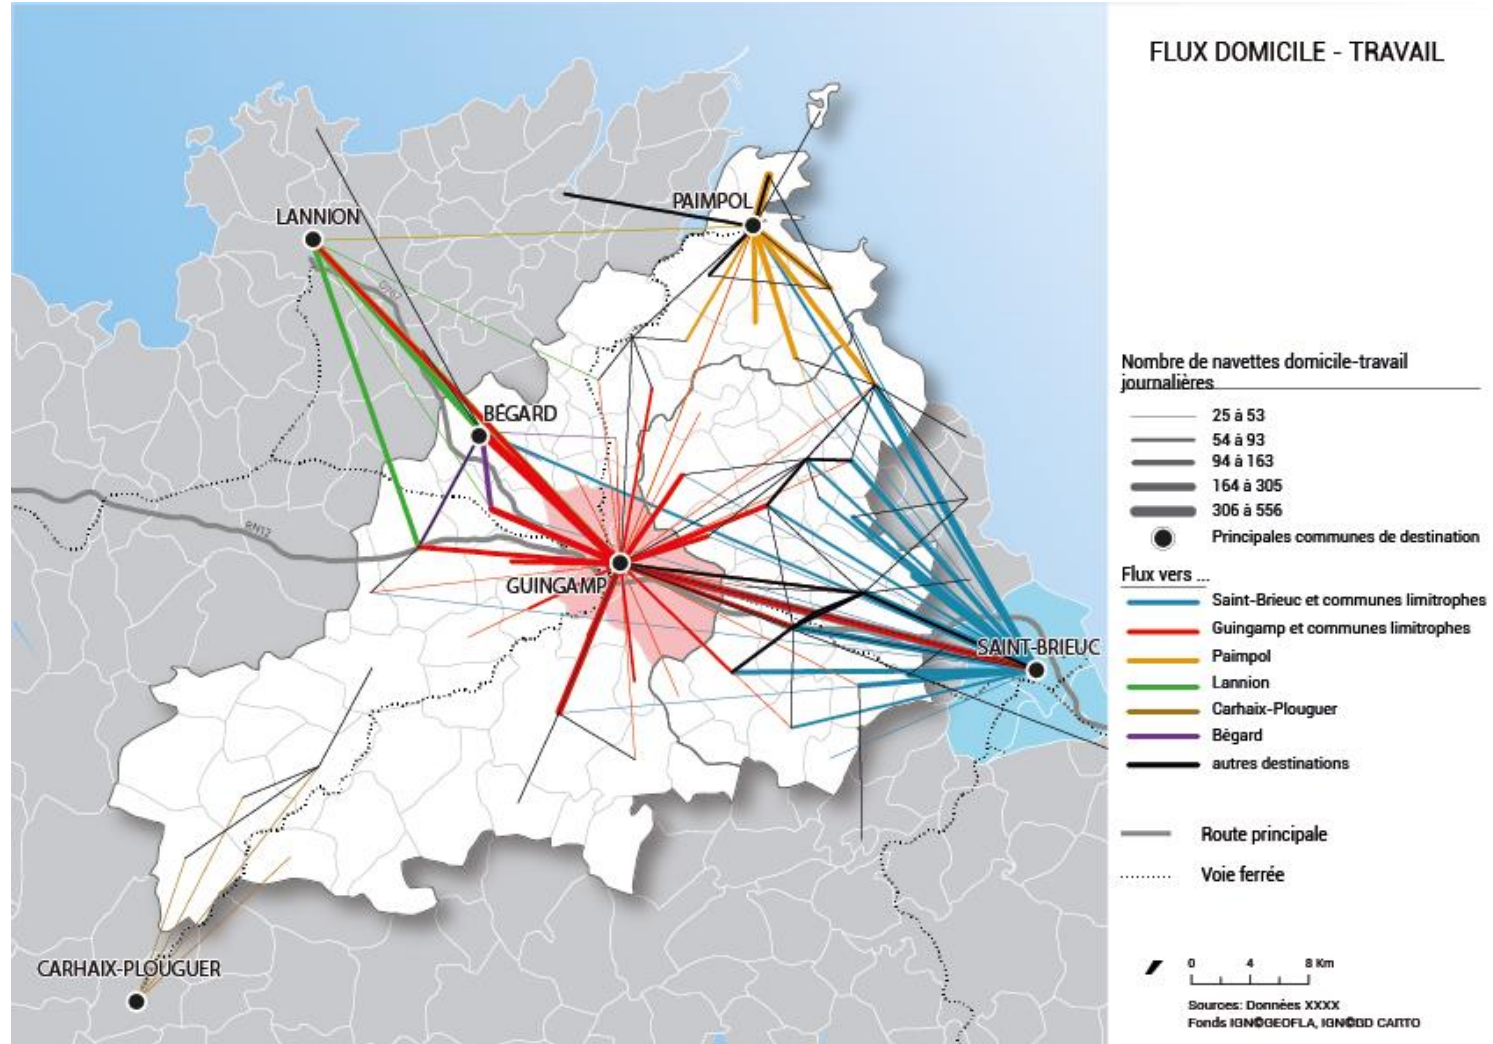 FLUX DOMICILE - TRAVAIL
PAIMPOL
LANNION
BÉGARD
RN12
GUINGAMP
SAINT-BRIEUC
CARHAIX-PLOUGUER
Nombre de navettes domicile-travail
journalières
25 à 53
54 à 93
94 à 163
164 à 305
306 à 556
Principales communes de destination
Flux vers ...
Saint-Brieuc et communes limitrophes
Guingamp et communes limitrophes
Paimpol
Lannion
Carhaix-Plouguer
Bégard
autres destinations
Route principale
Voie ferrée
0 4 8 Km
Sources: Données XXXX
Fonds IGN©GEOFLA, IGN©BD CARTO